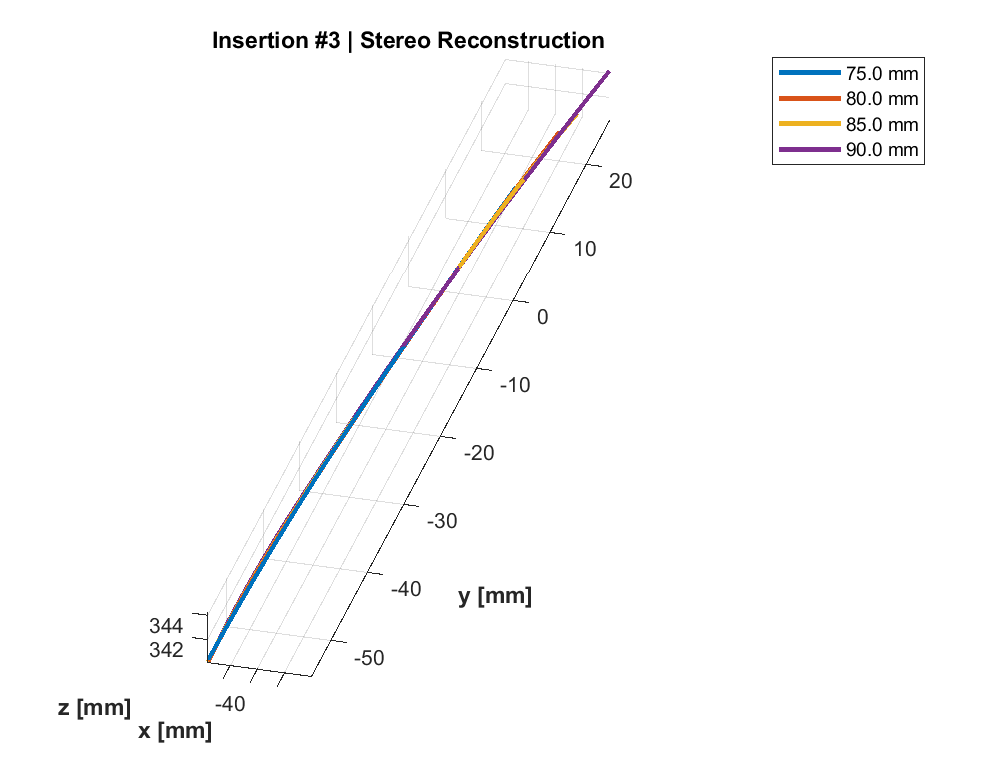 Insertion #3 | Stereo Reconstruction
75.0 mm
80.0 mm
85.0 mm
90.0 mm
20
10
0
-10
-20
-30
-40
-50
y [mm]
344
342
-40
z [mm]
x [mm]